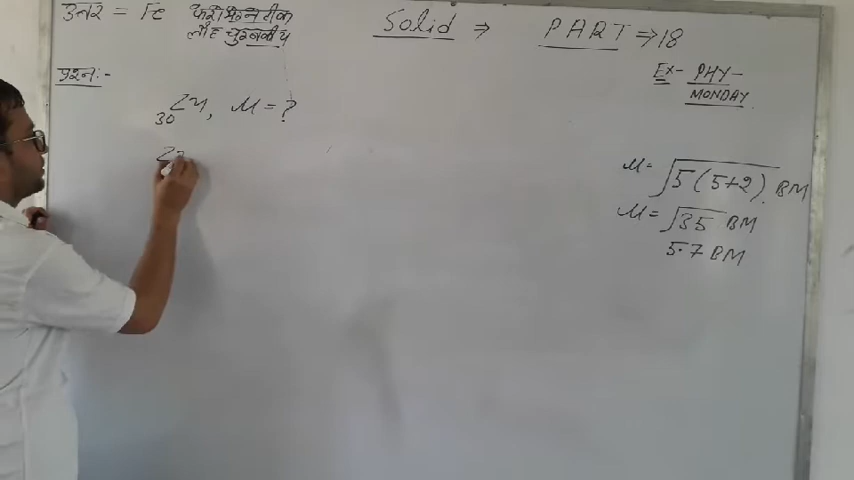 उत्तर = Fe फेरोमैग्नेटिक
लौह चुम्बकीय
Solid ⇒
PART ⇒ 18
Ex- PHY-
MONDAY
प्रश्न:-
30Zn, μ = ?
Zn
μ = √5(5+2) BM
μ = √35 BM
5.7 BM